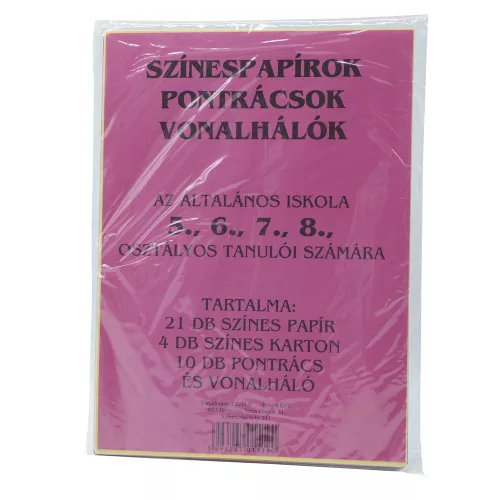 SZÍNESPAPÍROK
PONTRÁCSOK
VONALHÁLÓK
AZ ÁLTALÁNOS ISKOLA
5., 6., 7., 8.,
OSZTÁLYOS TANULÓI SZÁMÁRA
TARTALMA:
21 DB SZÍNES PAPÍR
4 DB SZÍNES KARTON
10 DB PONTRÁCS
ÉS VONALHÁLÓ